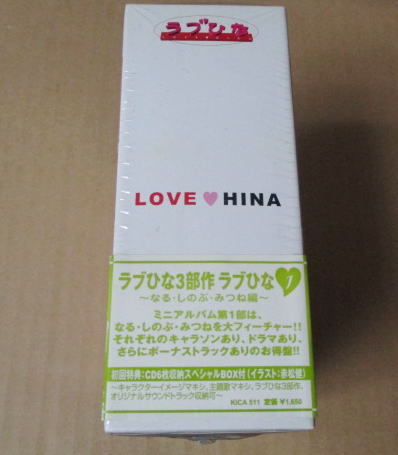 ラブひな
LOVE♥HINA
ラブひな3部作 ラブひな1
〜なる・しのぶ・みつね編〜
ミニアルバム第1部は、
なる・しのぶ・みつねを大フィーチャー!!
それぞれのキャラソンあり、ドラマあり、
さらにボーナストラックありのお得盤!!
初回特典:CD6枚収納スペシャルBOX付(イラスト:赤松健)
〜キャラクターイメージマキシ、主題歌マキシ、ラブひな3部作、
オリジナルサウンドトラック収納可〜 KICA 511 定価 ¥1,650